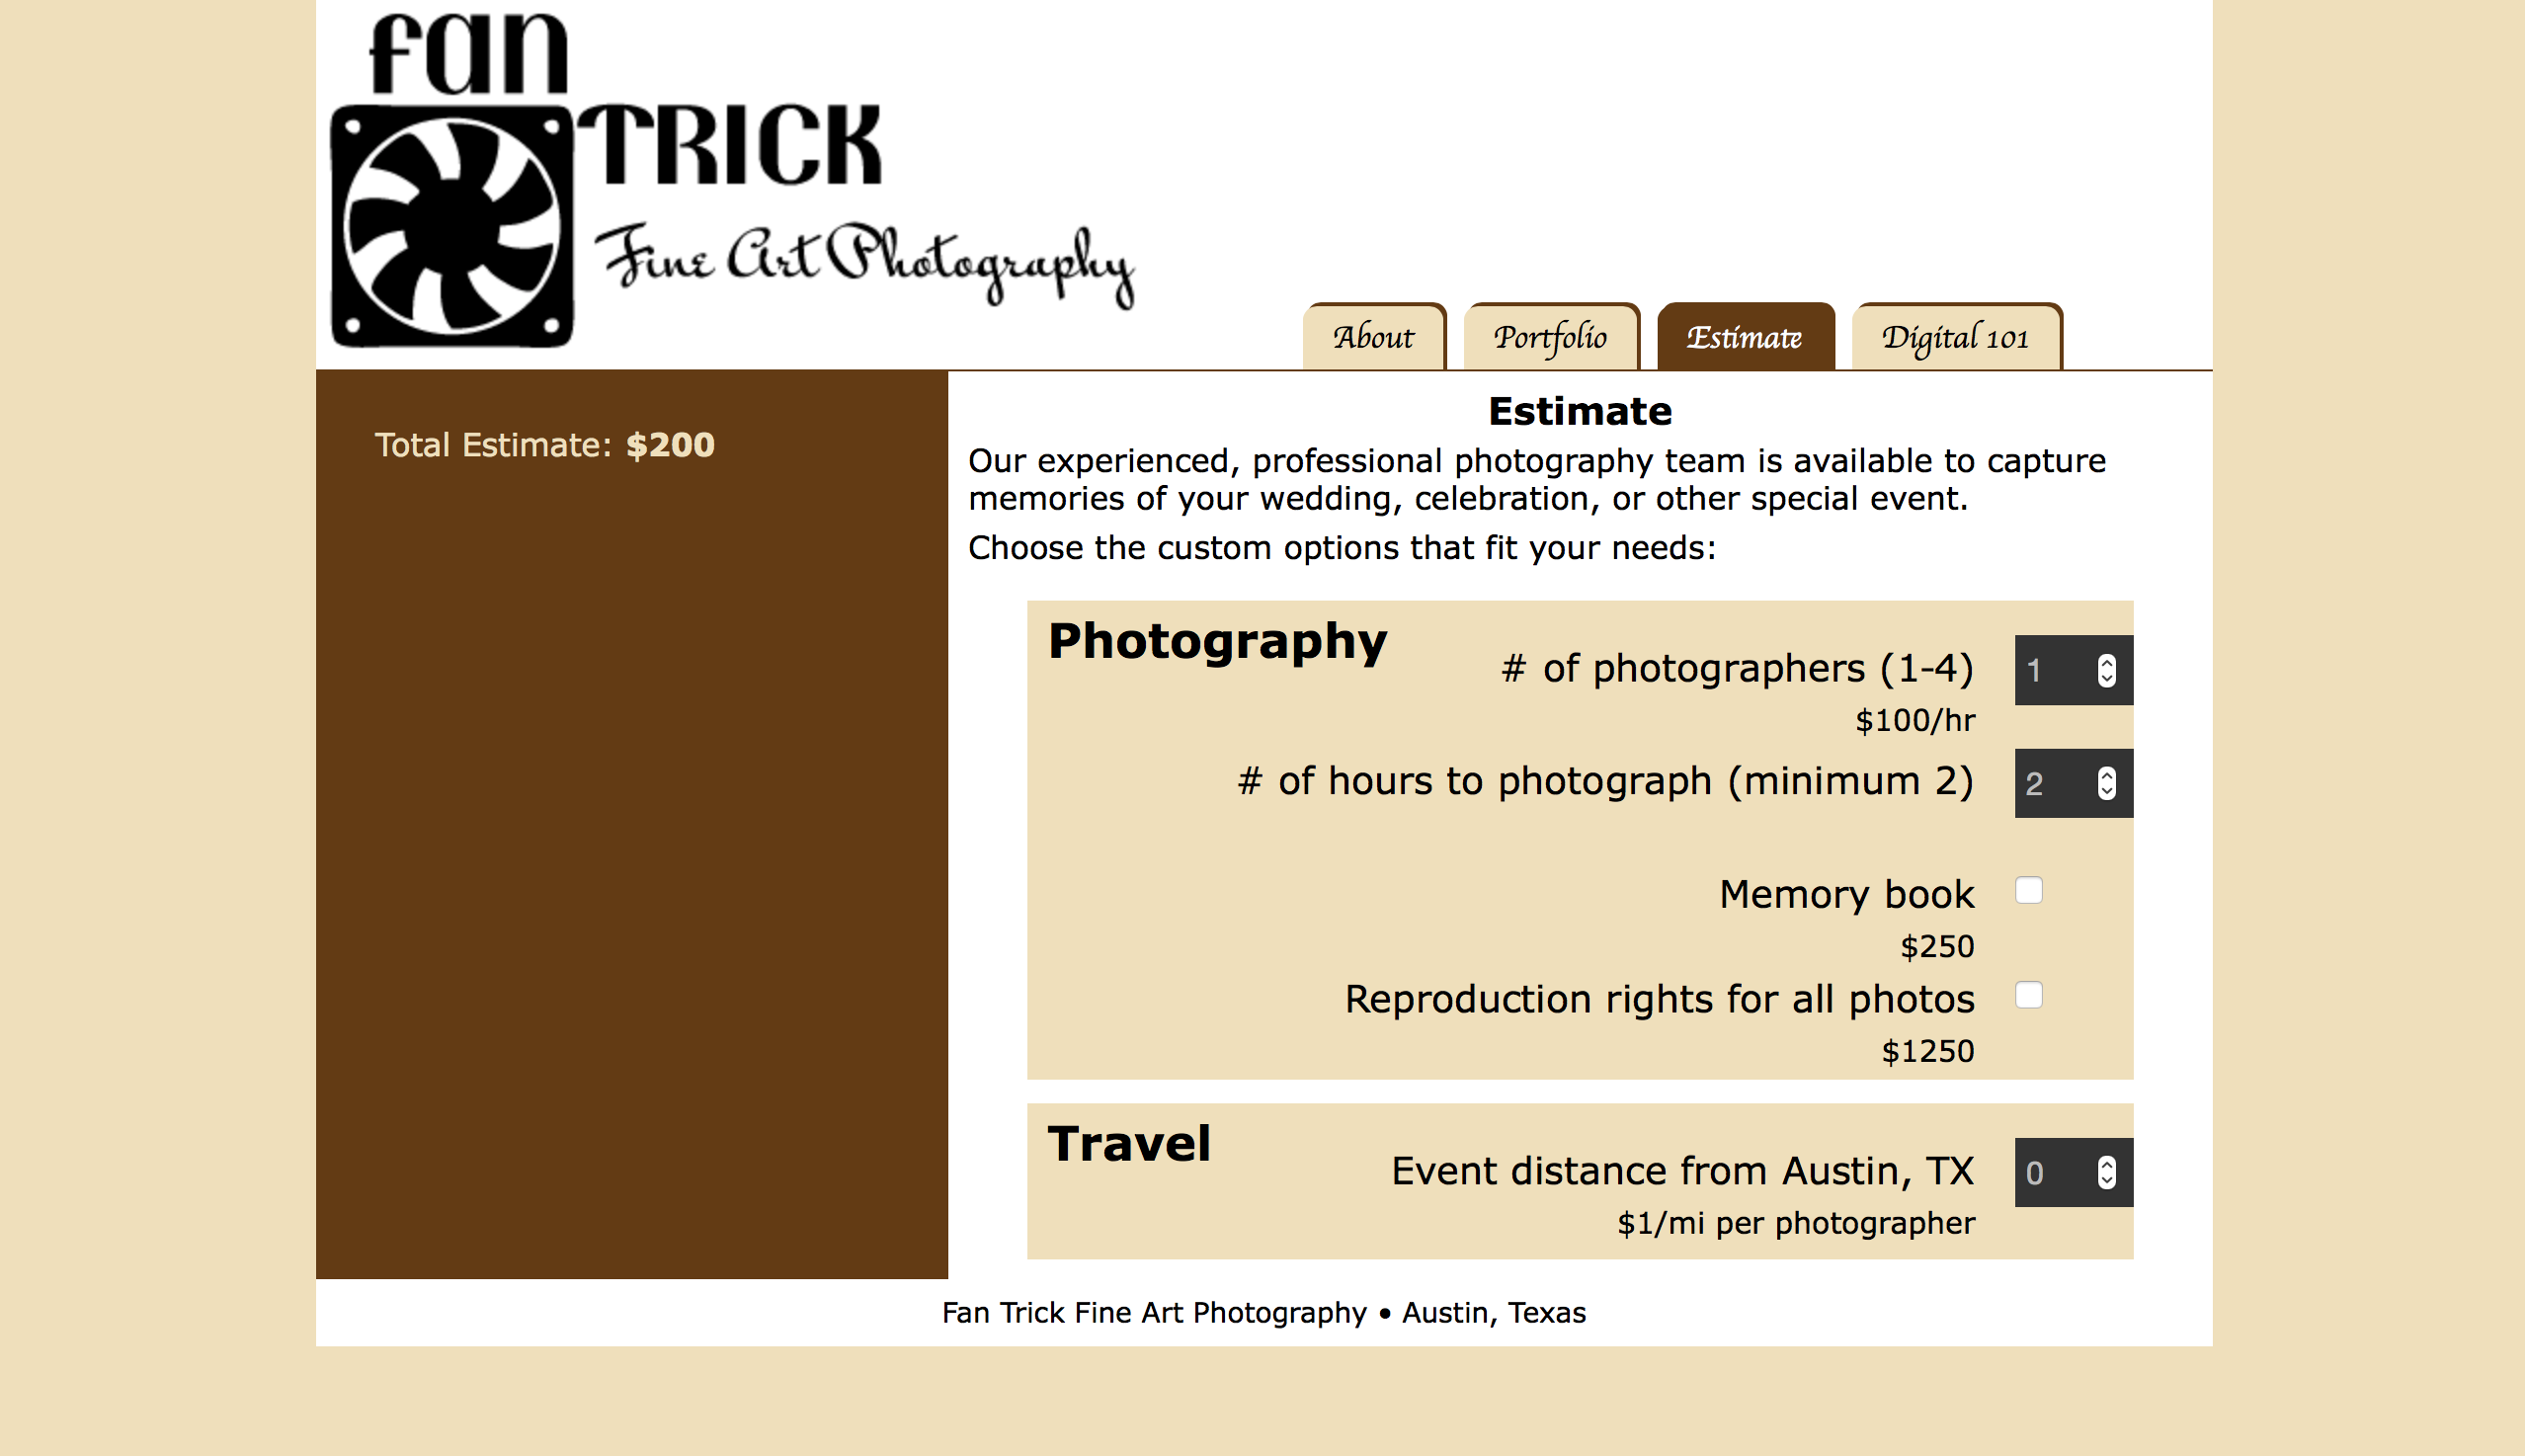 fan
TRICK
Fine Art Photography
About Portfolio Estimate Digital 101
Total Estimate: $200
Estimate
Our experienced, professional photography team is available to capture
memories of your wedding, celebration, or other special event.
Choose the custom options that fit your needs:
Photography
# of photographers (1-4) 1
$100/hr
# of hours to photograph (minimum 2) 2
Memory book
$250
Reproduction rights for all photos
$1250
Travel
Event distance from Austin, TX 0
$1/mi per photographer
Fan Trick Fine Art Photography • Austin, Texas